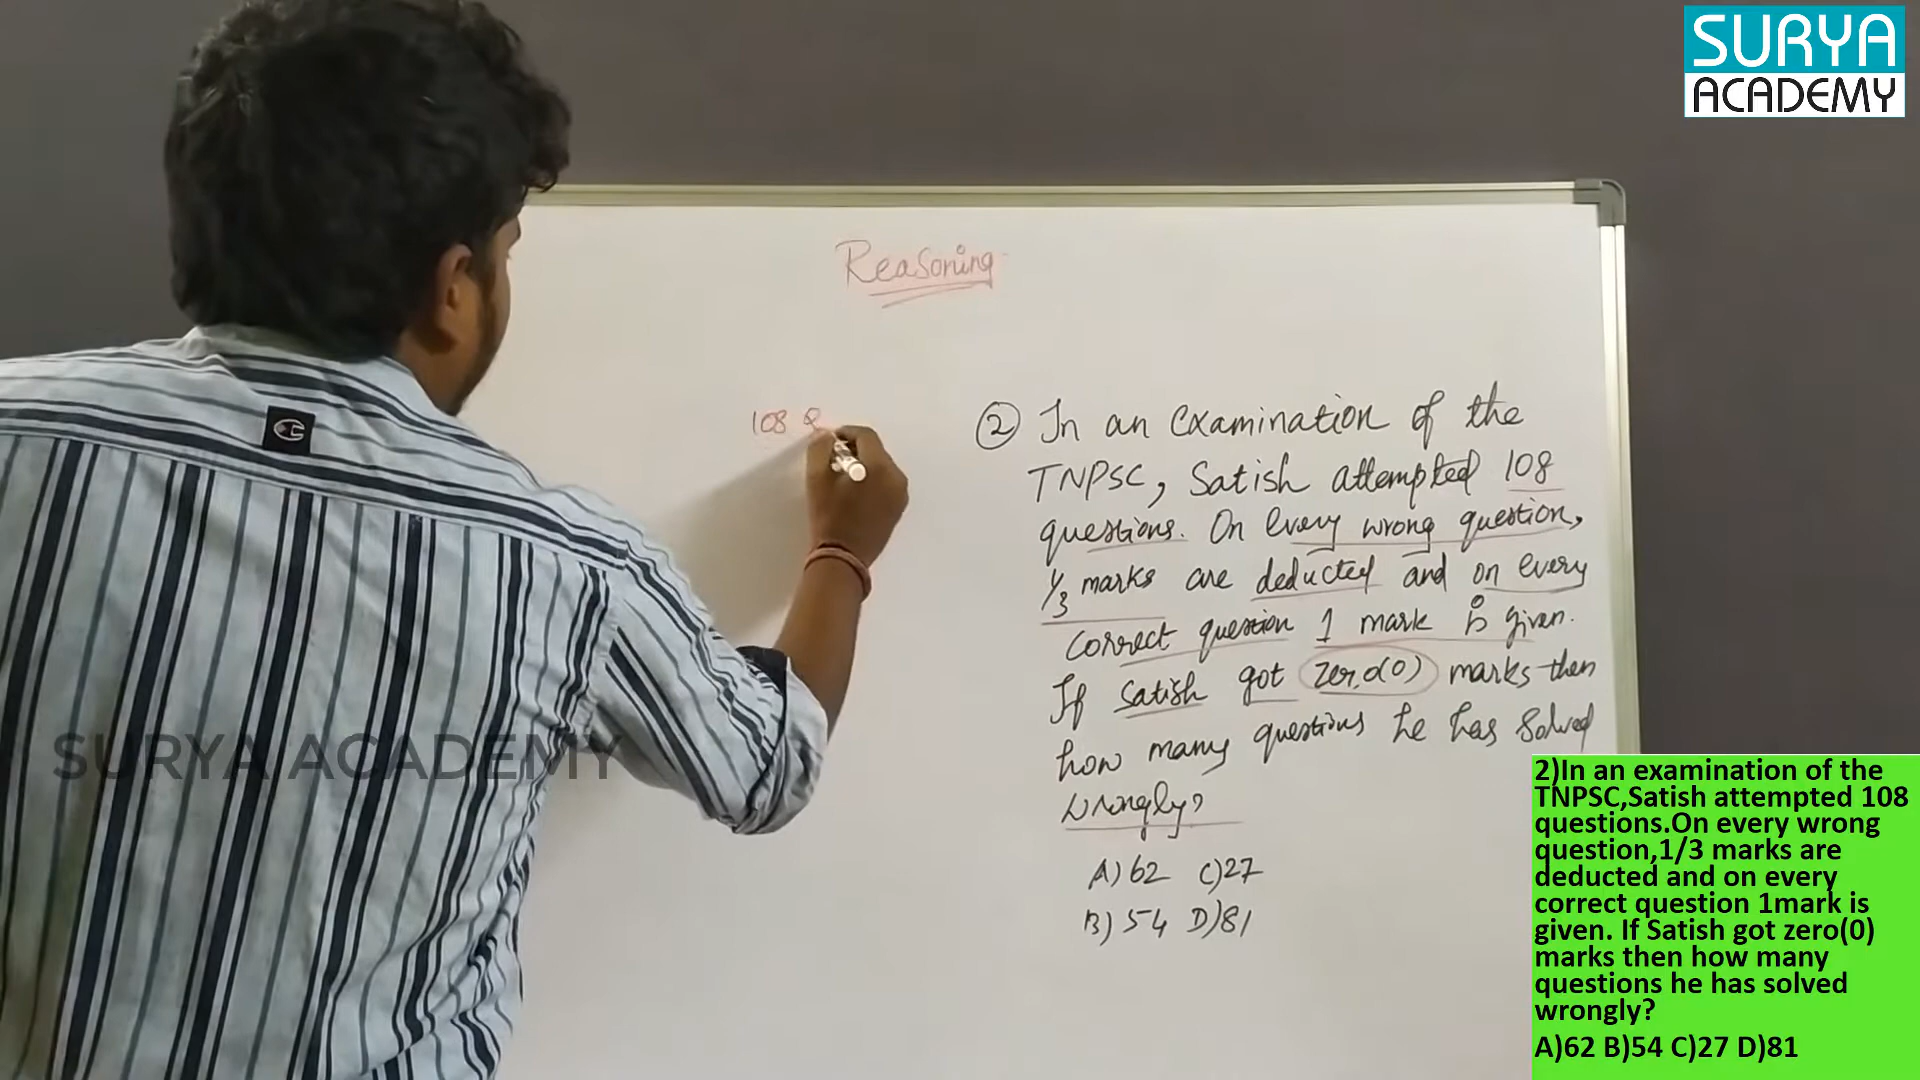 SURYA
ACADEMY
Reasoning
108 Q
② In an examination of the
TNPSC, Satish attempted 108
questions. On every wrong question,
1/3 marks are deducted and on every
correct question 1 mark is given.
If Satish got zero(0) marks then
how many questions he has solved
wrongly?
A) 62 C) 27
B) 54 D) 81
SURYA ACADEMY
2)In an examination of the
TNPSC,Satish attempted 108
questions.On every wrong
question,1/3 marks are
deducted and on every
correct question 1mark is
given. If Satish got zero(0)
marks then how many
questions he has solved
wrongly?
A)62 B)54 C)27 D)81